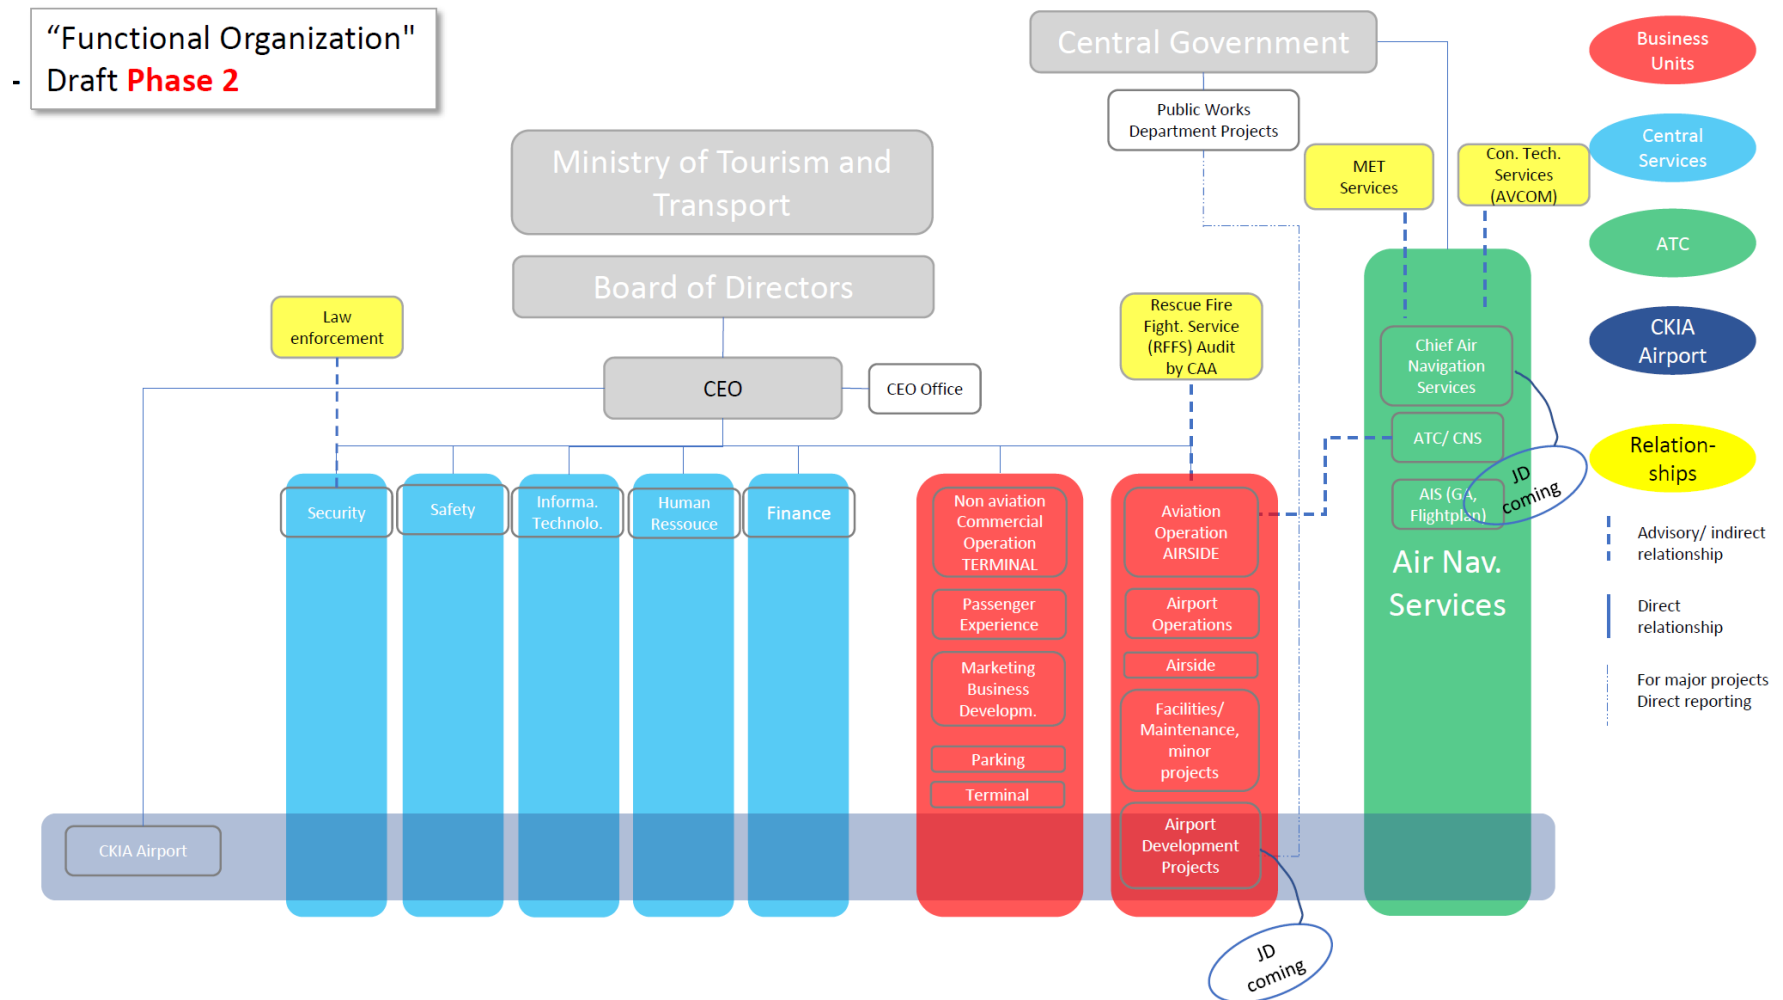 “Functional Organization"
- Draft Phase 2
Central Government
Public Works
Department Projects
Ministry of Tourism and
Transport
Board of Directors
CEO
CEO Office
Law
enforcement
Rescue Fire
Fight. Service
(RFFS) Audit
by CAA
MET
Services
Con. Tech.
Services
(AVCOM)
Security
Safety
Informa.
Technolo.
Human
Ressouce
Finance
Non aviation
Commercial
Operation
TERMINAL
Passenger
Experience
Marketing
Business
Developm.
Parking
Terminal
Aviation
Operation
AIRSIDE
Airport
Operations
Airside
Facilities/
Maintenance,
minor
projects
Airport
Development
Projects
JD
coming
Chief Air
Navigation
Services
ATC/ CNS
AIS (GA,
Flightplan)
JD
coming
Air Nav.
Services
CKIA Airport
Business
Units
Central
Services
ATC
CKIA
Airport
Relation-
ships
Advisory/ indirect
relationship
Direct
relationship
For major projects
Direct reporting